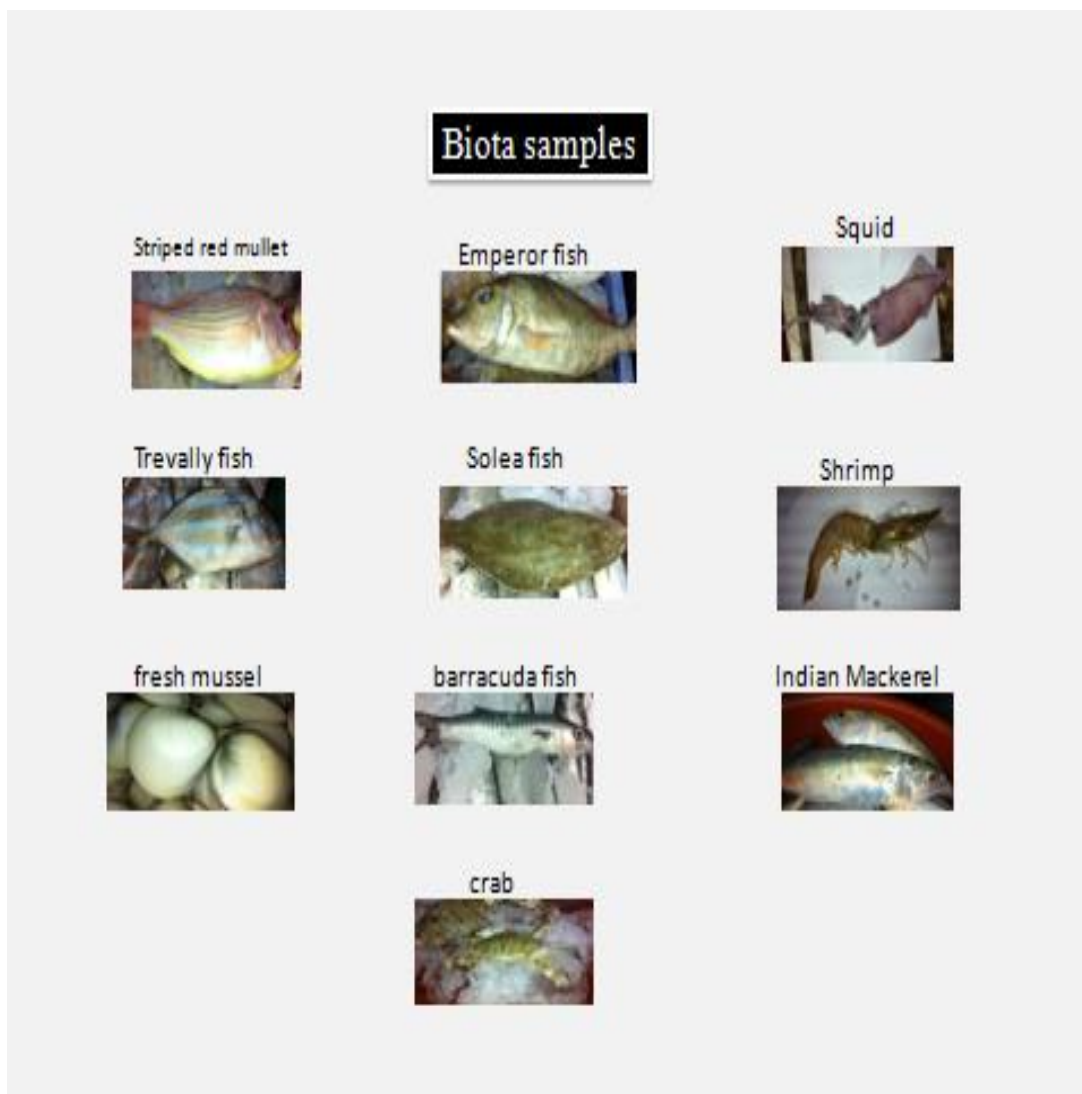 Biota samples
Striped red mullet
Emperor fish
Squid
Trevally fish
Solea fish
Shrimp
fresh mussel
barracuda fish
Indian Mackerel
crab